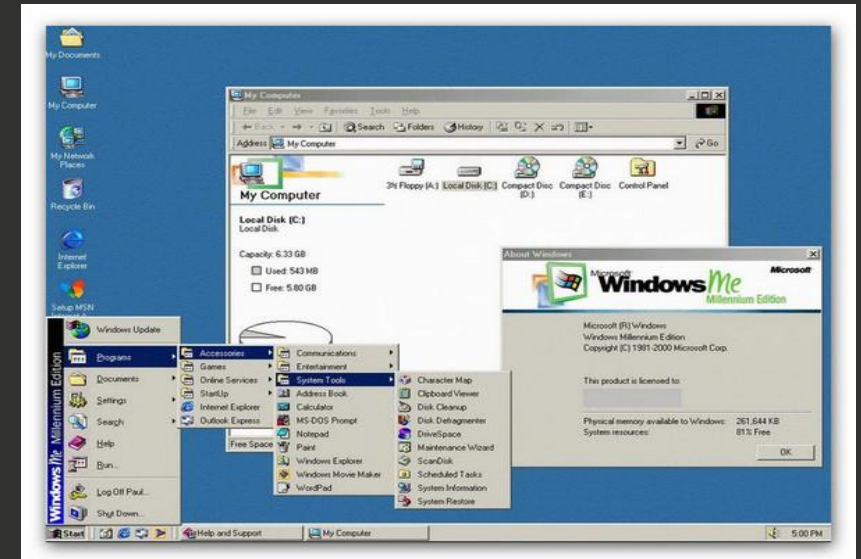 My Documents
My Computer
My Network
Places
Recycle Bin
Internet
Explorer
Setup MSN
My Computer
File Edit View Favorites Tools Help
Back Search Folders History
Address My Computer Go
My Computer
Local Disk (C:)
Local Disk
Capacity: 6.33 GB
Used: 543 MB
Free: 5.80 GB
Free Space
3½ Floppy (A:) Local Disk (C:) Compact Disc (D:) Compact Disc (E:) Control Panel
About Windows
Microsoft
Microsoft
Windows Me
Millennium Edition
Microsoft (R) Windows
Windows Millennium Edition
Copyright (C) 1981-2000 Microsoft Corp.
This product is licensed to:
Physical memory available to Windows: 261,644 KB
System resources: 81% Free
OK
Windows Me Millennium Edition
Windows Update
Programs
Documents
Settings
Search
Help
Run...
Log Off Paul...
Shut Down...
Accessories
Games
Online Services
StartUp
Internet Explorer
Outlook Express
Communications
Entertainment
System Tools
Address Book
Calculator
MS-DOS Prompt
Notepad
Paint
Windows Explorer
Windows Movie Maker
WordPad
Character Map
Clipboard Viewer
Disk Cleanup
Disk Defragmenter
DriveSpace
Maintenance Wizard
ScanDisk
Scheduled Tasks
System Information
System Restore
Start Help and Support My Computer 5:00 PM